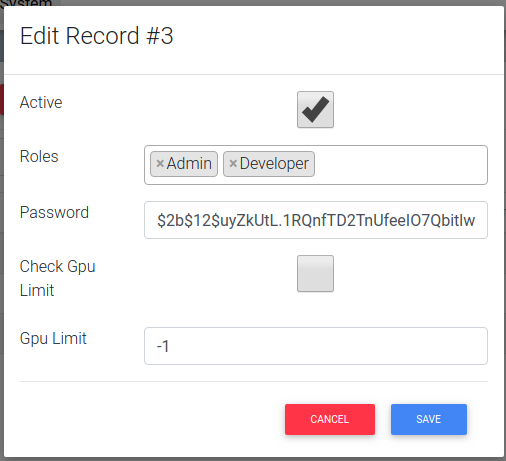 System
Edit Record #3
Active
Roles
×Admin ×Developer
Password
$2b$12$uyZkUtL.1RQnfTD2TnUfeeIO7QbitIw
Check Gpu
Limit
Gpu Limit
-1
CANCEL SAVE